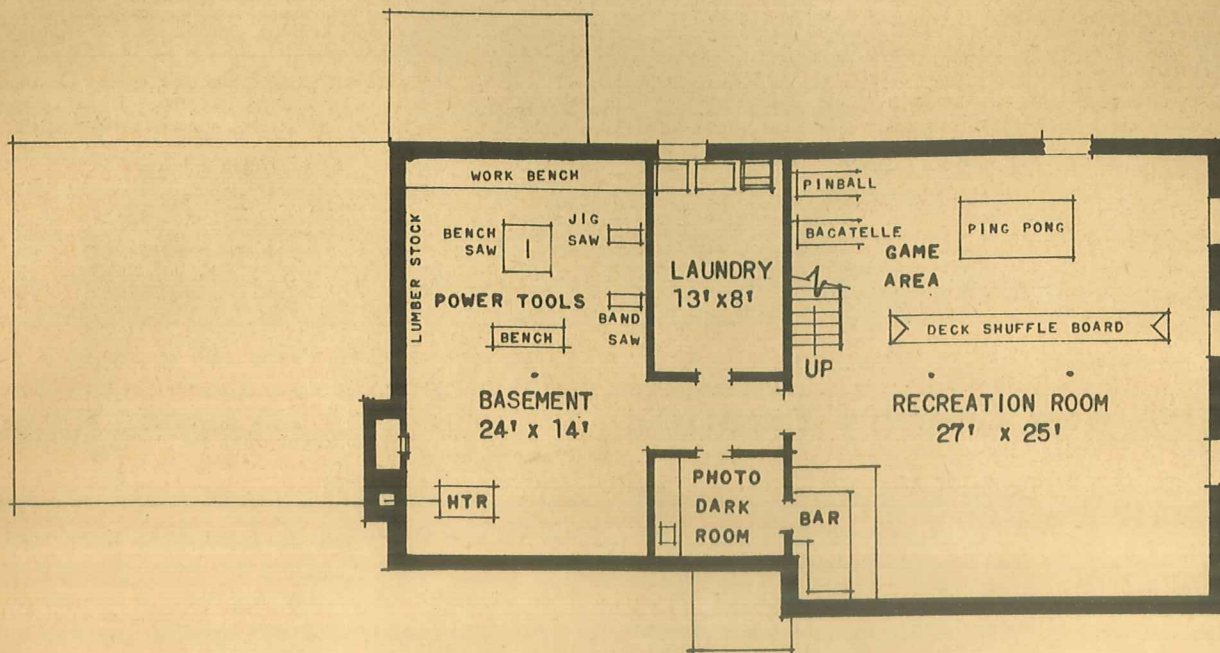 WORK BENCH
LUMBER STOCK
BENCH
SAW
JIG
SAW
POWER TOOLS
BENCH
BAND
SAW
BASEMENT
24' x 14'
HTR
LAUNDRY
13' x8'
PHOTO
DARK
ROOM
BAR
UP
PINBALL
BAGATELLE
GAME
AREA
PING PONG
DECK SHUFFLE BOARD
RECREATION ROOM
27' x 25'